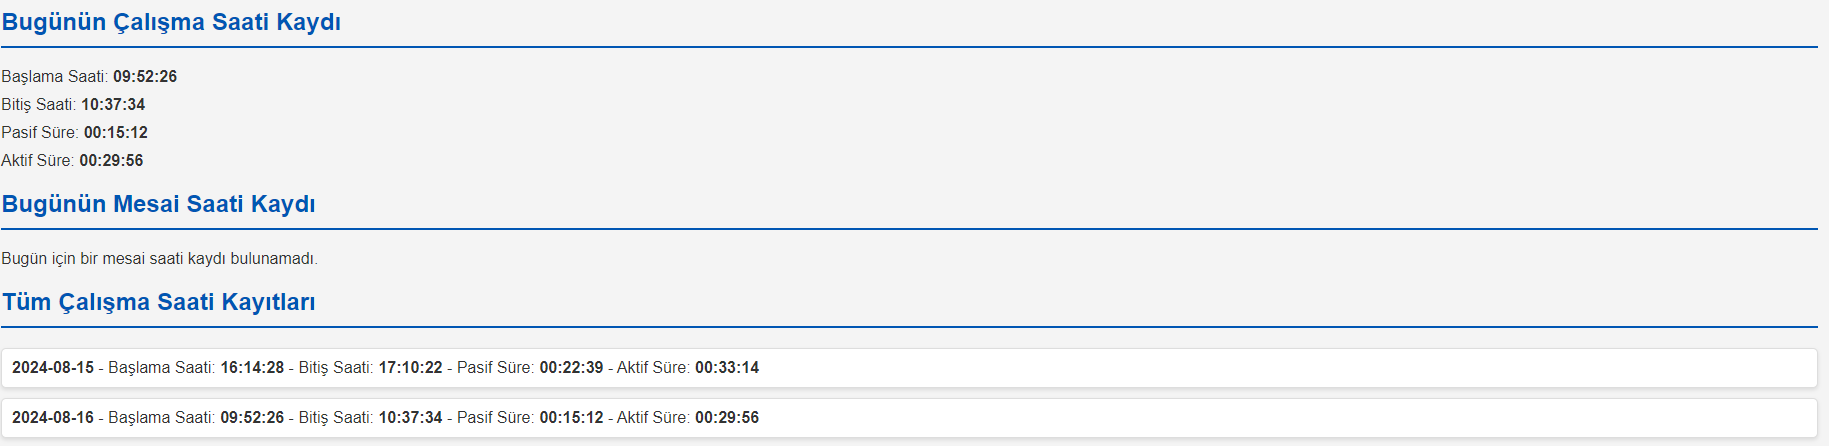 Bugünün Çalışma Saati Kaydı
Başlama Saati: 09:52:26
Bitiş Saati: 10:37:34
Pasif Süre: 00:15:12
Aktif Süre: 00:29:56
Bugünün Mesai Saati Kaydı
Bugün için bir mesai saati kaydı bulunamadı.
Tüm Çalışma Saati Kayıtları
2024-08-15 - Başlama Saati: 16:14:28 - Bitiş Saati: 17:10:22 - Pasif Süre: 00:22:39 - Aktif Süre: 00:33:14
2024-08-16 - Başlama Saati: 09:52:26 - Bitiş Saati: 10:37:34 - Pasif Süre: 00:15:12 - Aktif Süre: 00:29:56